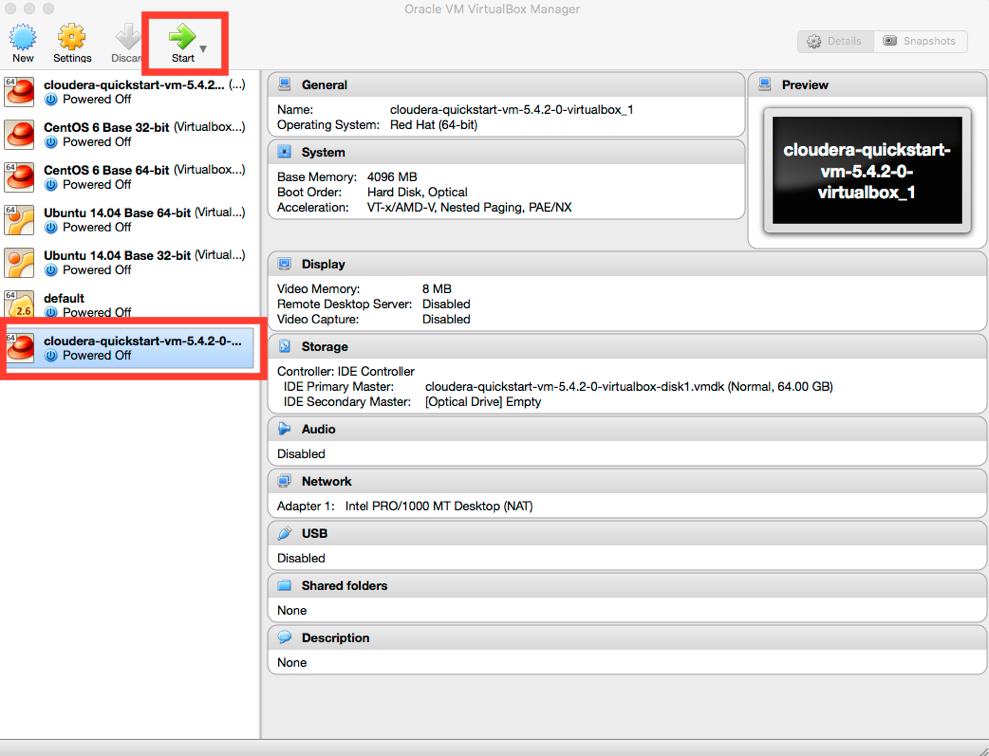 Oracle VM VirtualBox Manager
New Settings Discar Start Details Snapshots
64 cloudera-quickstart-vm-5.4.2... (...)
Powered Off
CentOS 6 Base 32-bit (Virtualbox...)
Powered Off
64 CentOS 6 Base 64-bit (Virtualbox...)
Powered Off
64 Ubuntu 14.04 Base 64-bit (Virtual...)
Powered Off
Ubuntu 14.04 Base 32-bit (Virtual...)
Powered Off
64 2.6 default
Powered Off
64 cloudera-quickstart-vm-5.4.2-0-...
Powered Off
General
Name: cloudera-quickstart-vm-5.4.2-0-virtualbox_1
Operating System: Red Hat (64-bit)
System
Base Memory: 4096 MB
Boot Order: Hard Disk, Optical
Acceleration: VT-x/AMD-V, Nested Paging, PAE/NX
Preview
cloudera-quickstart-
vm-5.4.2-0-
virtualbox_1
Display
Video Memory: 8 MB
Remote Desktop Server: Disabled
Video Capture: Disabled
Storage
Controller: IDE Controller
IDE Primary Master: cloudera-quickstart-vm-5.4.2-0-virtualbox-disk1.vmdk (Normal, 64.00 GB)
IDE Secondary Master: [Optical Drive] Empty
Audio
Disabled
Network
Adapter 1: Intel PRO/1000 MT Desktop (NAT)
USB
Disabled
Shared folders
None
Description
None